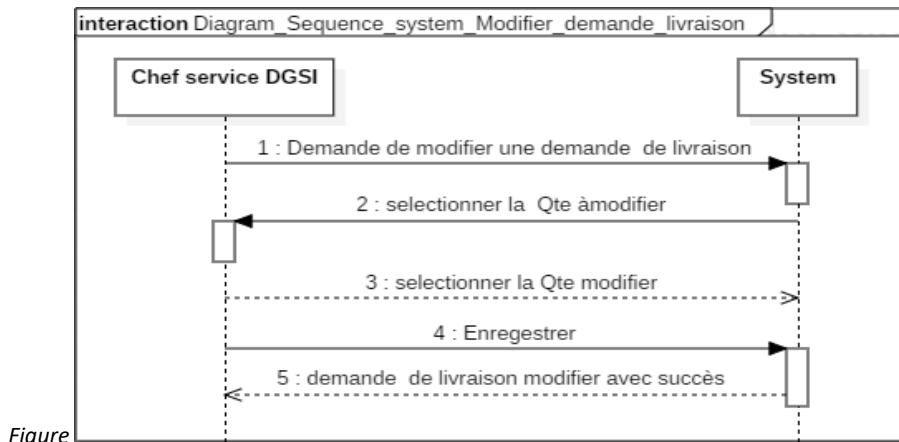 interaction Diagram_Sequence_system_Modifier_demande_livraison
Chef service DGSI
System
1 : Demande de modifier une demande de livraison
2 : selectionner la Qte àmodifier
3 : selectionner la Qte modifier
4 : Enregestrer
5 : demande de livraison modifier avec succès
Figure